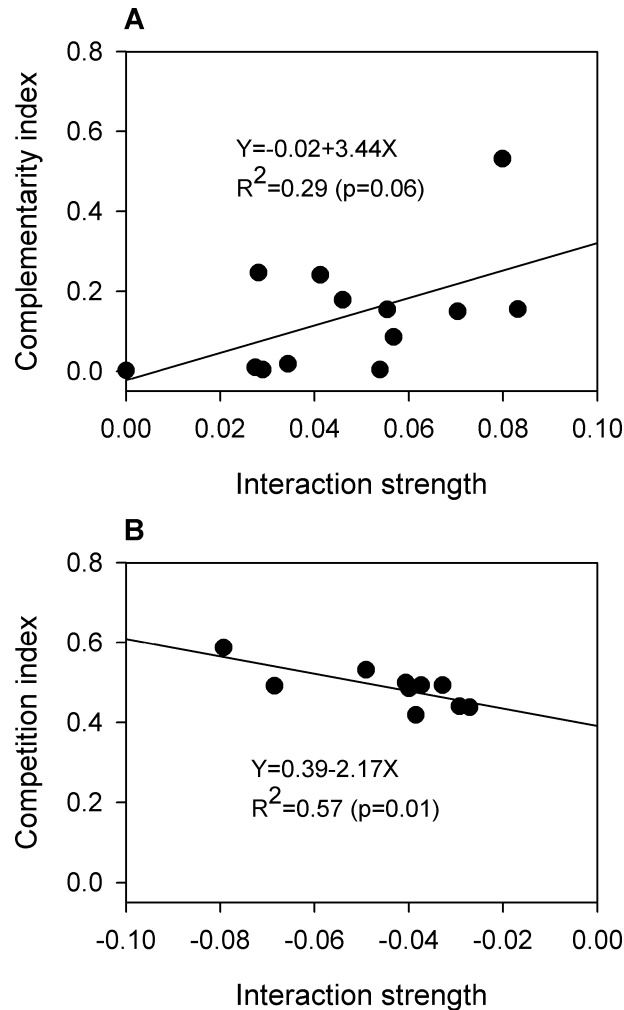 A
0.8
0.6
0.4
0.2
0.0
Complementarity index
Y=-0.02+3.44X
R2=0.29 (p=0.06)
0.00 0.02 0.04 0.06 0.08 0.10
Interaction strength
B
0.8
0.6
0.4
0.2
0.0
Competition index
Y=0.39-2.17X
R2=0.57 (p=0.01)
-0.10 -0.08 -0.06 -0.04 -0.02 0.00
Interaction strength